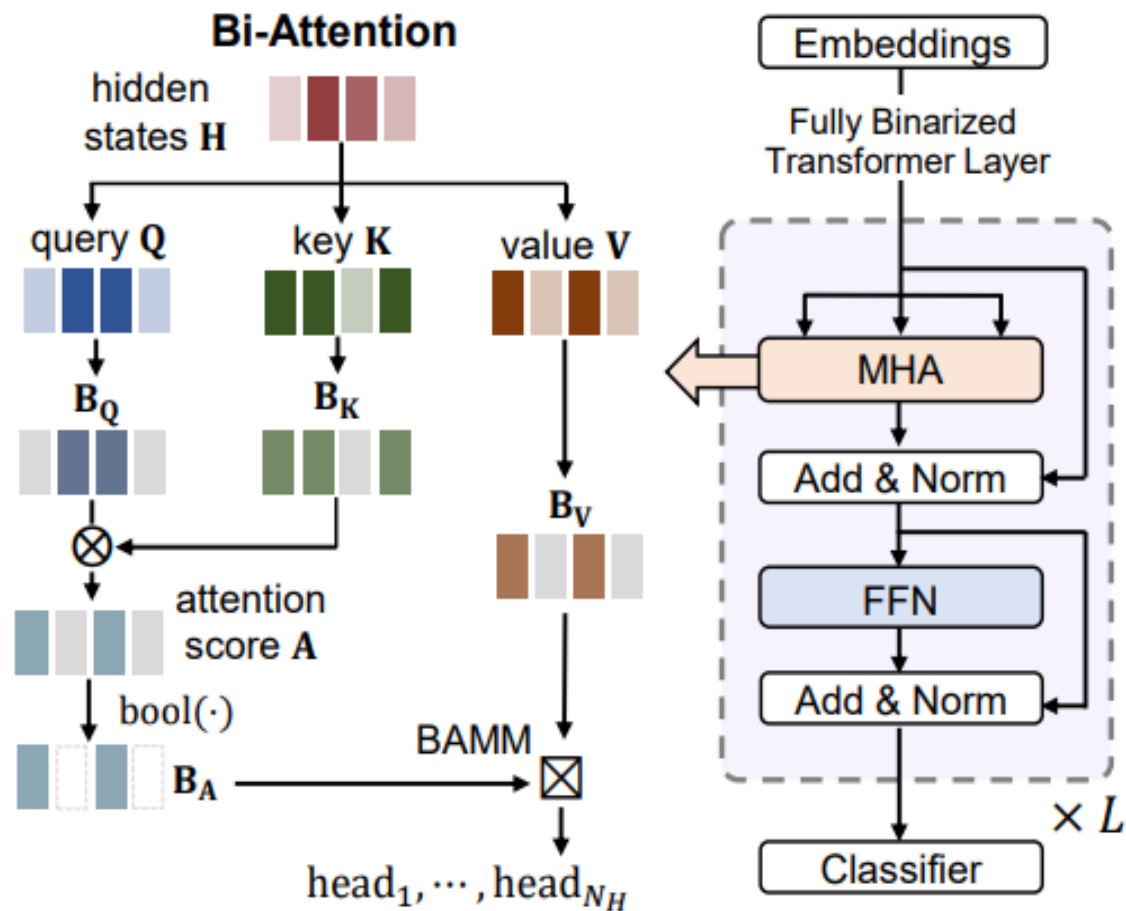 Bi-Attention
hidden
states H
query Q
key K
value V
B_Q
B_K
B_V
attention
score A
bool(·)
B_A
BAMM
head_1, ⋯, head_{N_H}
Embeddings
Fully Binarized
Transformer Layer
MHA
Add & Norm
FFN
Add & Norm
× L
Classifier